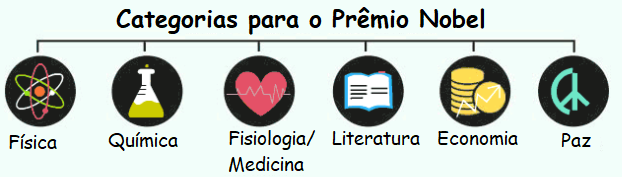 Categorias para o Prêmio Nobel
Física
Química
Fisiologia/
Medicina
Literatura
Economia
Paz